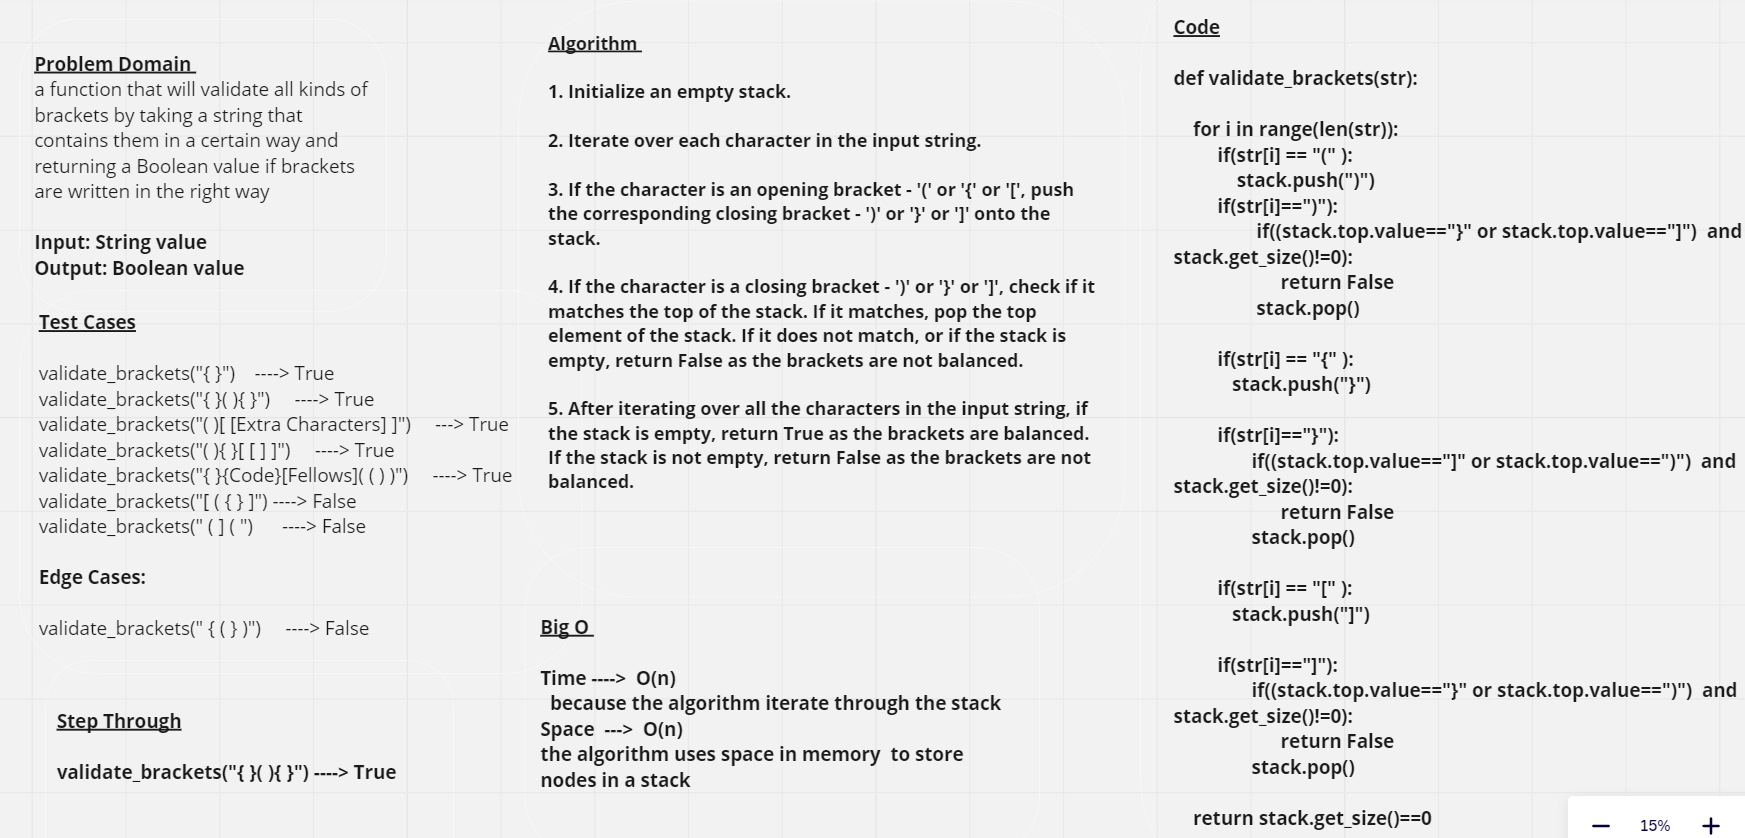 Problem Domain
a function that will validate all kinds of
brackets by taking a string that
contains them in a certain way and
returning a Boolean value if brackets
are written in the right way
Input: String value
Output: Boolean value
Test Cases
validate_brackets("{ }")    ----> True
validate_brackets("{ }( ){ }")     ----> True
validate_brackets("( )[ [Extra Characters] ]")     ---> True
validate_brackets("( ){ }[ [ ] ]")     ----> True
validate_brackets("{ }{Code}[Fellows]( ( ) )")     ----> True
validate_brackets("[ ( { } ]") ----> False
validate_brackets(" ( ] ( ")      ----> False
Edge Cases:
validate_brackets(" { ( } )")     ----> False
Step Through
validate_brackets("{ }( ){ }") ----> True
Algorithm
1. Initialize an empty stack.
2. Iterate over each character in the input string.
3. If the character is an opening bracket - '(' or '{' or '[', push
the corresponding closing bracket - ')' or '}' or ']' onto the
stack.
4. If the character is a closing bracket - ')' or '}' or ']', check if it
matches the top of the stack. If it matches, pop the top
element of the stack. If it does not match, or if the stack is
empty, return False as the brackets are not balanced.
5. After iterating over all the characters in the input string, if
the stack is empty, return True as the brackets are balanced.
If the stack is not empty, return False as the brackets are not
balanced.
Big O
Time ---->  O(n)
because the algorithm iterate through the stack
Space  --->  O(n)
the algorithm uses space in memory  to store
nodes in a stack
Code
def validate_brackets(str):
for i in range(len(str)):
if(str[i] == "(" ):
stack.push(")")
if(str[i]==")"):
if((stack.top.value=="}" or stack.top.value=="]")  and
stack.get_size()!=0):
return False
stack.pop()
if(str[i] == "{" ):
stack.push("}")
if(str[i]=="}"):
if((stack.top.value=="]" or stack.top.value==")")  and
stack.get_size()!=0):
return False
stack.pop()
if(str[i] == "[" ):
stack.push("]")
if(str[i]=="]"):
if((stack.top.value=="}" or stack.top.value==")")  and
stack.get_size()!=0):
return False
stack.pop()
return stack.get_size()==0
15%